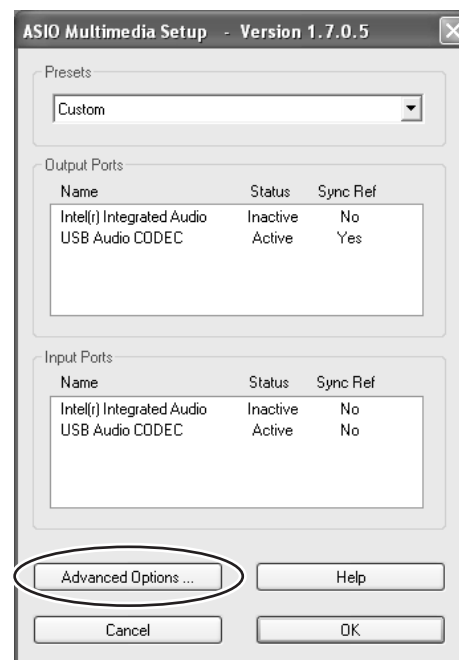 ASIO Multimedia Setup - Version 1.7.0.5
Presets
Custom
Output Ports
Name Status Sync Ref
Intel(r) Integrated Audio Inactive No
USB Audio CODEC Active Yes
Input Ports
Name Status Sync Ref
Intel(r) Integrated Audio Inactive No
USB Audio CODEC Active No
Advanced Options ... Help
Cancel OK